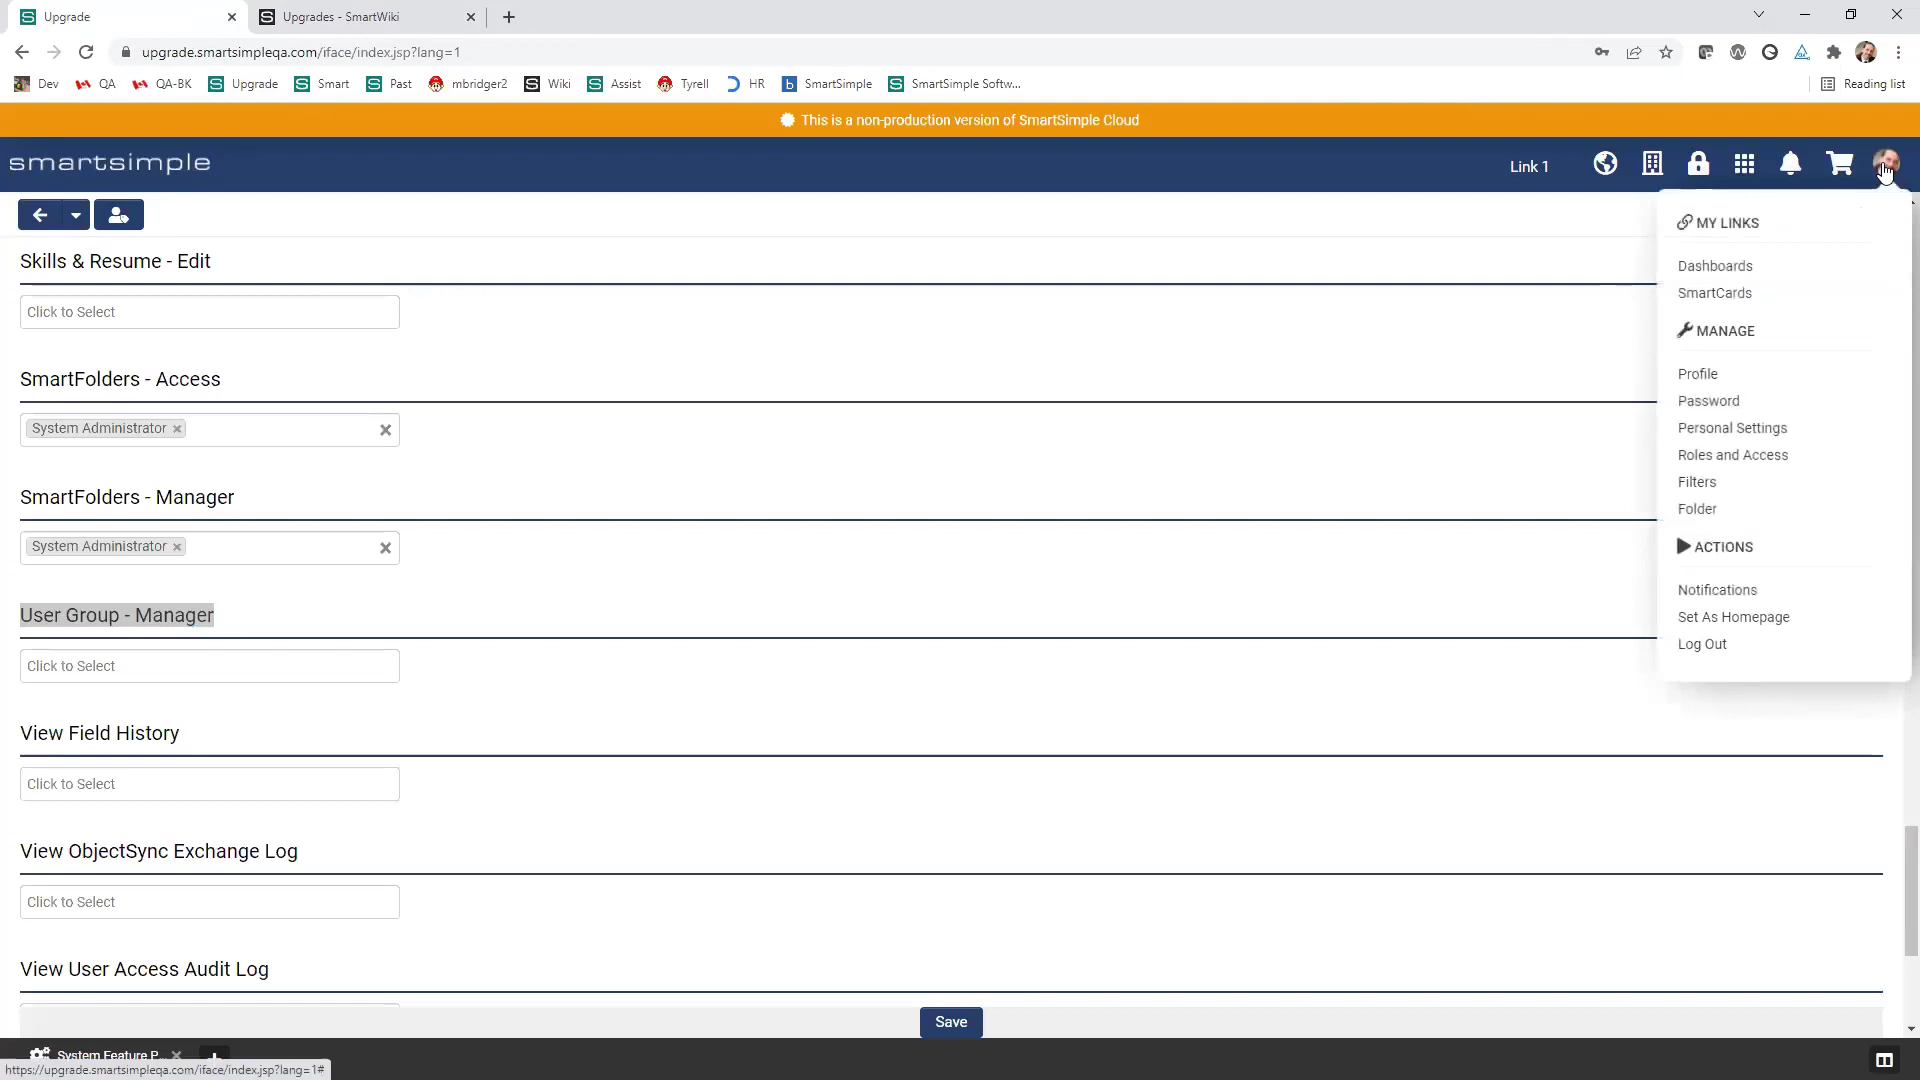 Upgrade
Upgrades - SmartWiki
upgrade.smartsimpleqa.com/iface/index.jsp?lang=1
Dev
QA
QA-BK
Upgrade
Smart
Past
mbridger2
Wiki
Assist
Tyrell
HR
SmartSimple
SmartSimple Softw...
Reading list
This is a non-production version of SmartSimple Cloud
smartsimple
Link 1
MY LINKS
Dashboards
SmartCards
MANAGE
Profile
Password
Personal Settings
Roles and Access
Filters
Folder
ACTIONS
Notifications
Set As Homepage
Log Out
Skills & Resume - Edit
Click to Select
SmartFolders - Access
System Administrator
SmartFolders - Manager
System Administrator
User Group - Manager
Click to Select
View Field History
Click to Select
View ObjectSync Exchange Log
Click to Select
View User Access Audit Log
Save
System Feature P...
https://upgrade.smartsimpleqa.com/iface/index.jsp?lang=1#